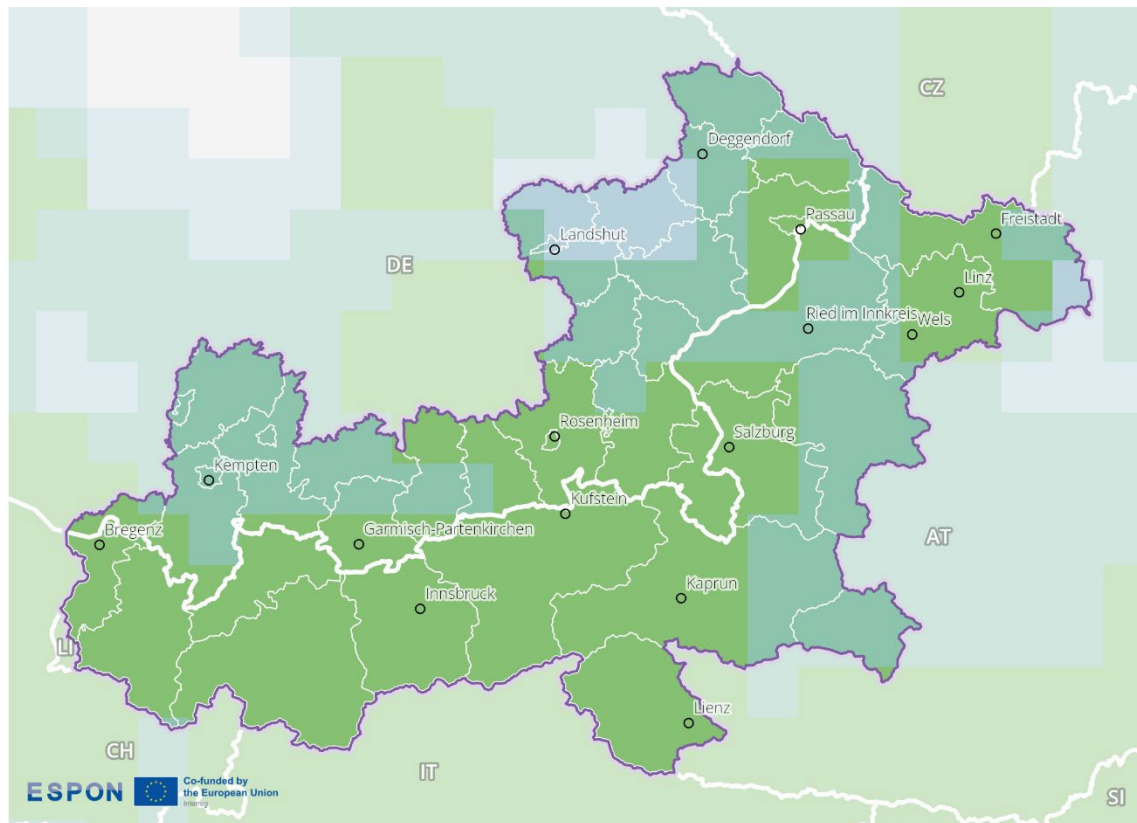 CZ
Deggendorf
Passau
Freistadt
Landshut
DE
Linz
Ried im Innkreis
Wels
Rosenheim
Salzburg
Kempten
Kufstein
Bregenz
Garmisch-Partenkirchen
AT
Kaprun
Innsbruck
LI
Lienz
CH
IT
ESPON
Co-funded by
the European Union
Interreg
SI